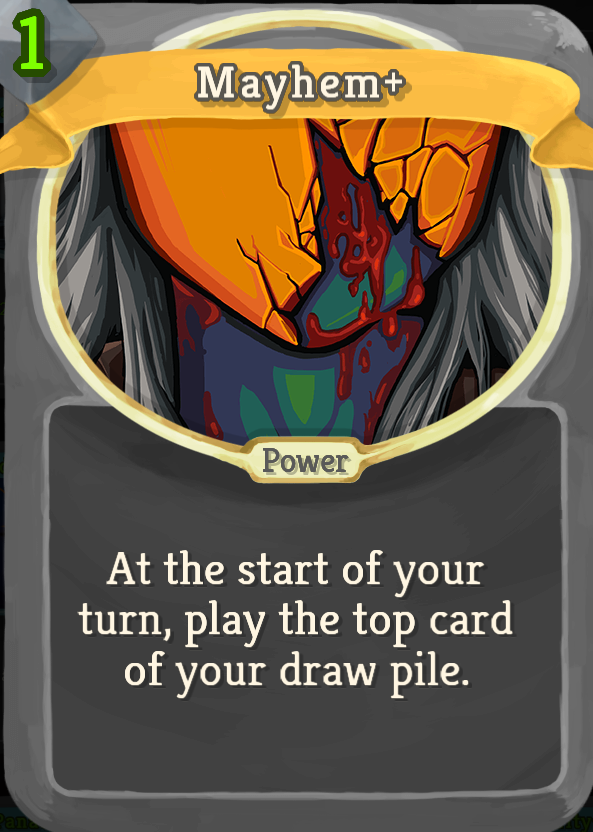 1
Mayhem+
Power
At the start of your
turn, play the top card
of your draw pile.